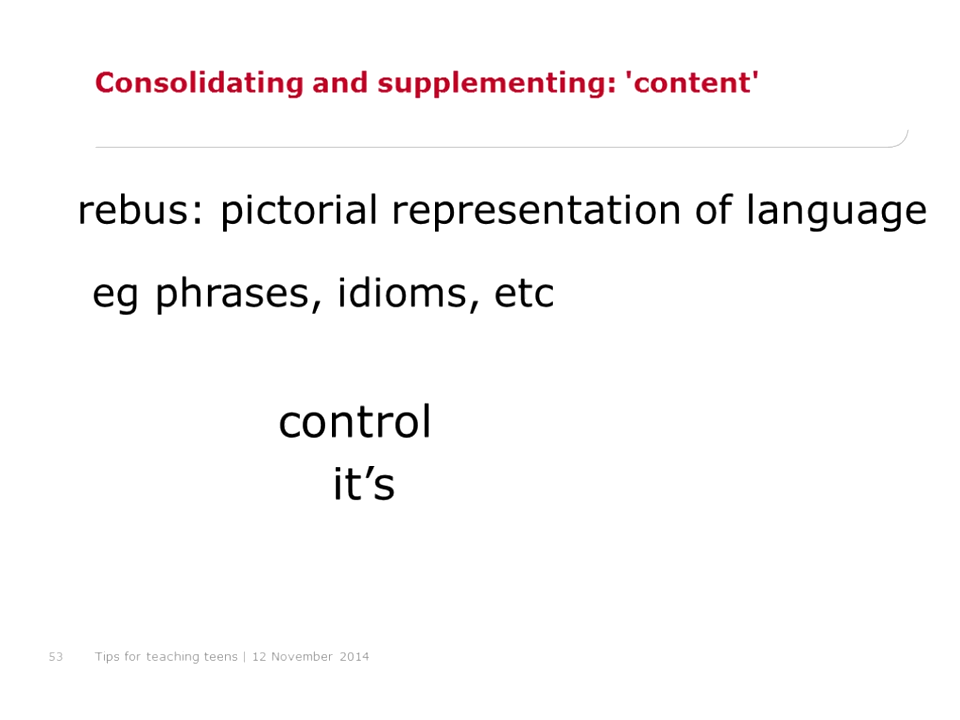 Consolidating and supplementing: 'content'
rebus: pictorial representation of language
eg phrases, idioms, etc
control
it’s
53 Tips for teaching teens | 12 November 2014